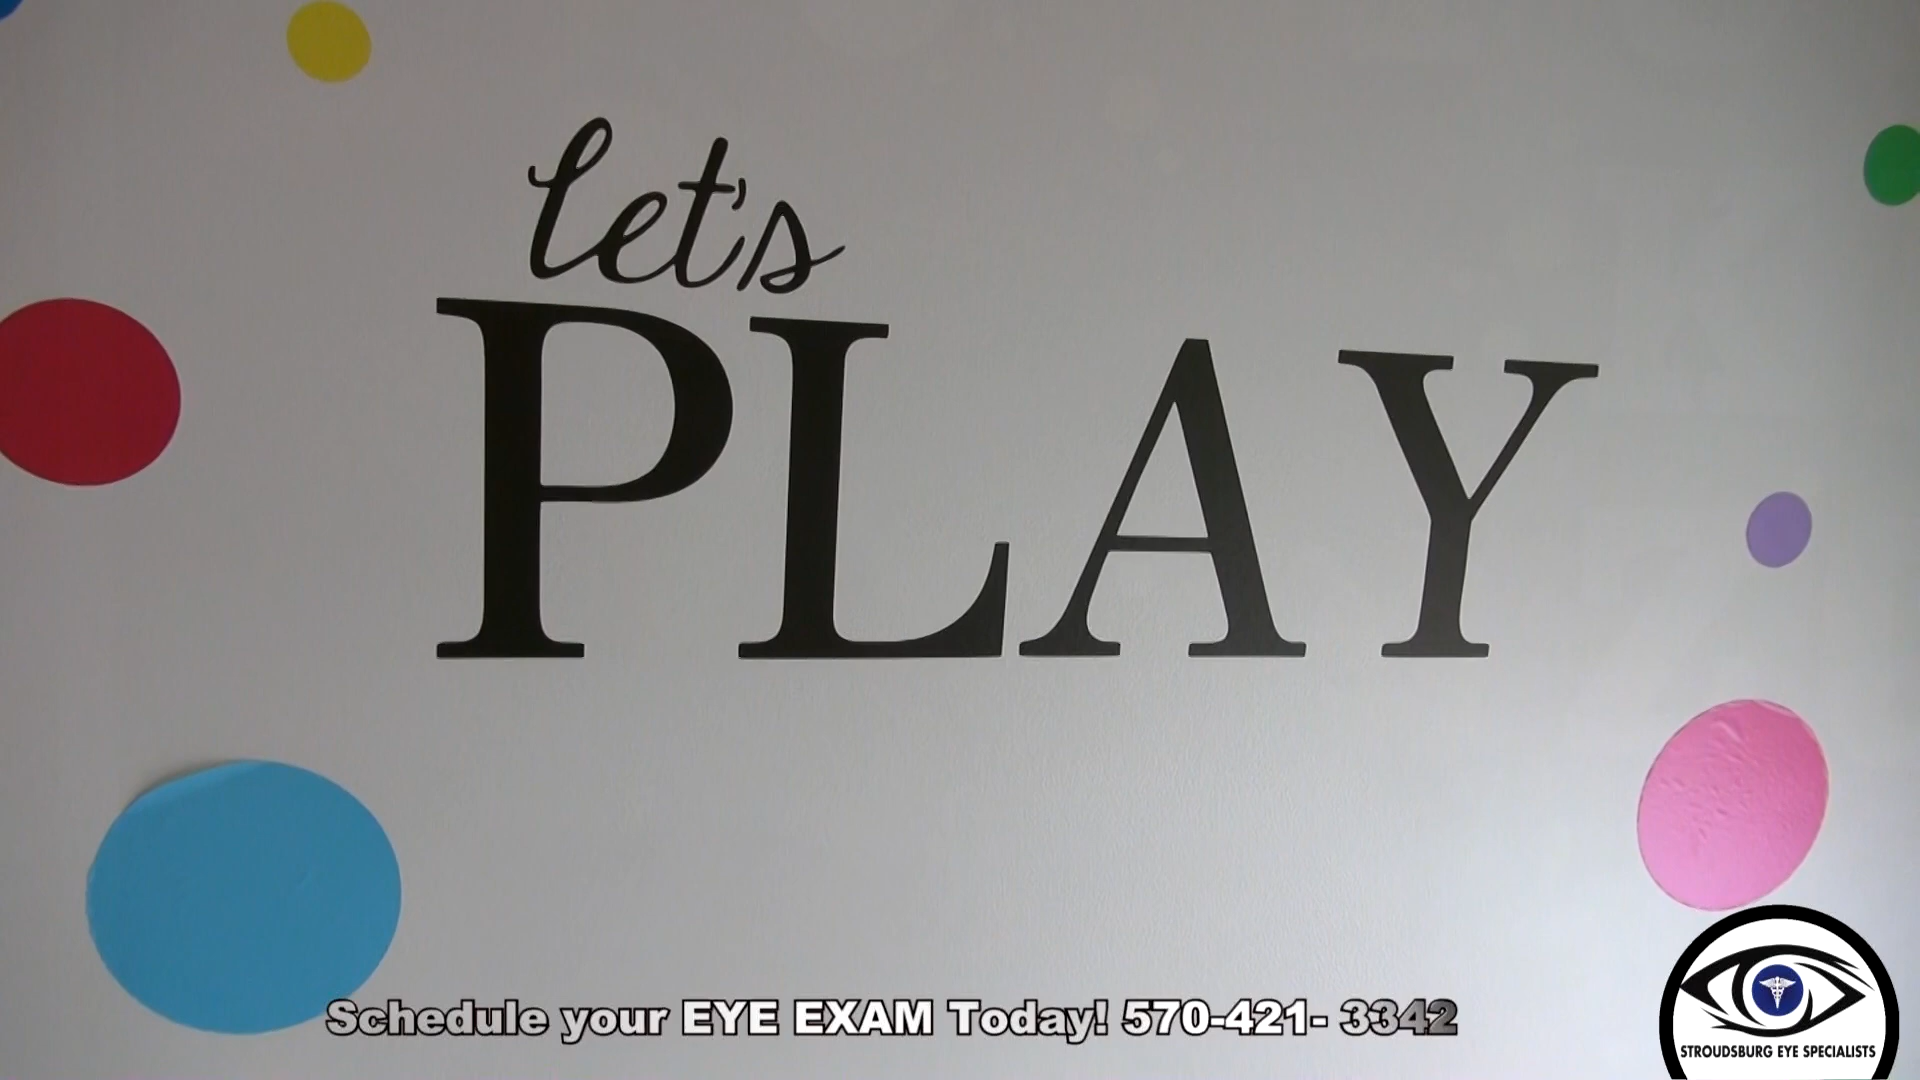 let's
PLAY
Schedule your EYE EXAM Today! 570-421- 3342
STROUDSBURG EYE SPECIALISTS